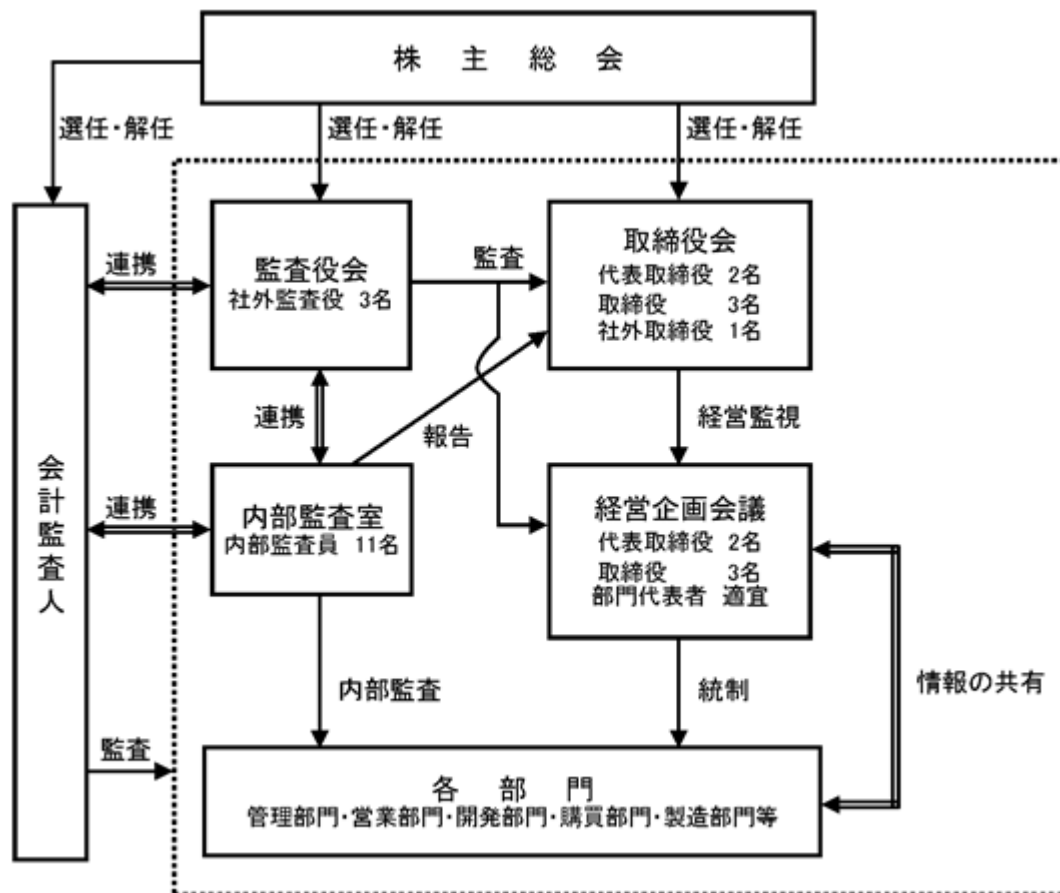 株主総会
選任・解任
選任・解任
選任・解任
監査役会
社外監査役 3名
取締役会
代表取締役 2名
取締役 3名
社外取締役 1名
連携
監査
連携
報告
経営監視
会計監査人
連携
内部監査室
内部監査員 11名
経営企画会議
代表取締役 2名
取締役 3名
部門代表者 適宜
内部監査
統制
情報の共有
監査
各部門
管理部門・営業部門・開発部門・購買部門・製造部門等